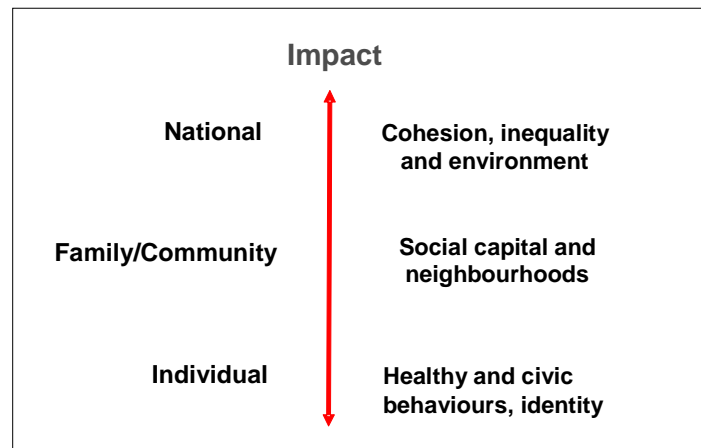 Impact
National
Cohesion, inequality
and environment
Family/Community
Social capital and
neighbourhoods
Individual
Healthy and civic
behaviours, identity